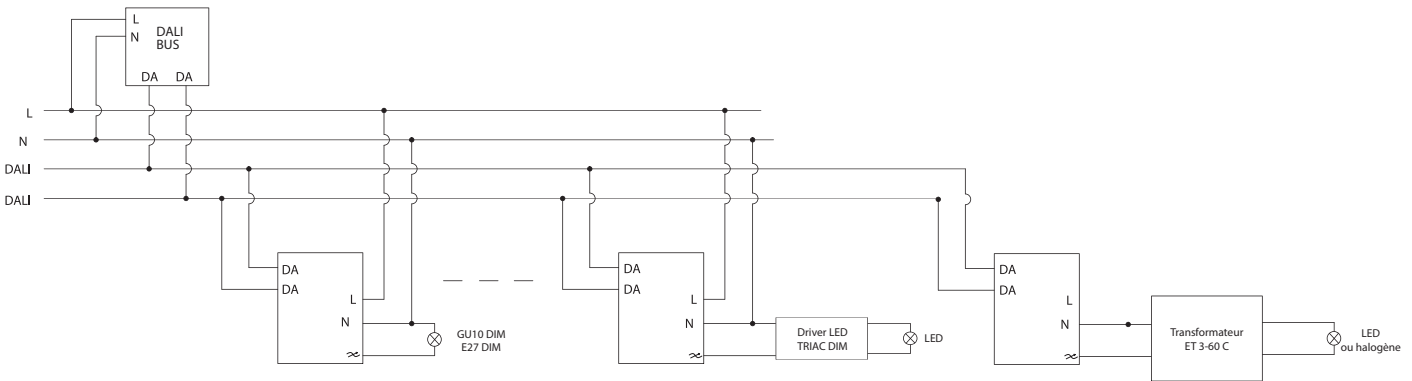 L
N
DALI
BUS
DA DA
L
N
DALI
DALI
DA
DA
L
N
GU10 DIM
E27 DIM
DA
DA
L
N
Driver LED
TRIAC DIM
LED
DA
DA
L
N
Transformateur
ET 3-60 C
LED
ou halogène